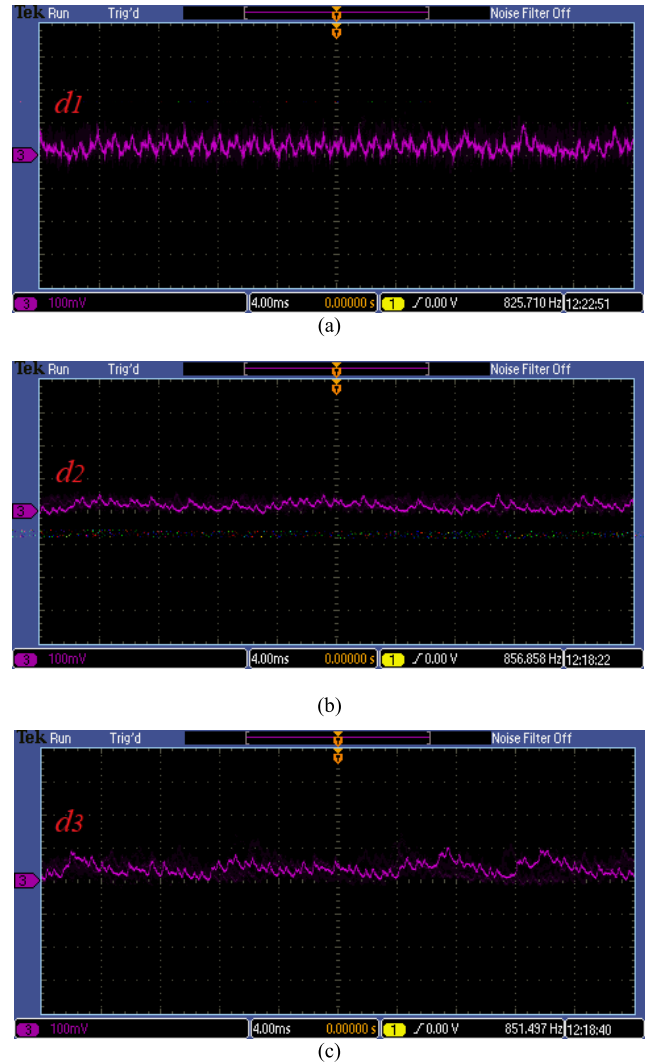 Tek Run Trig'd Noise Filter Off
d1
3
3 100mV 4.00ms 0.00000 s 1 0.00 V 825.710 Hz 12:22:51
(a)
Tek Run Trig'd Noise Filter Off
d2
3
3 100mV 4.00ms 0.00000 s 1 0.00 V 856.858 Hz 12:18:22
(b)
Tek Run Trig'd Noise Filter Off
d3
3
3 100mV 4.00ms 0.00000 s 1 0.00 V 851.497 Hz 12:18:40
(c)